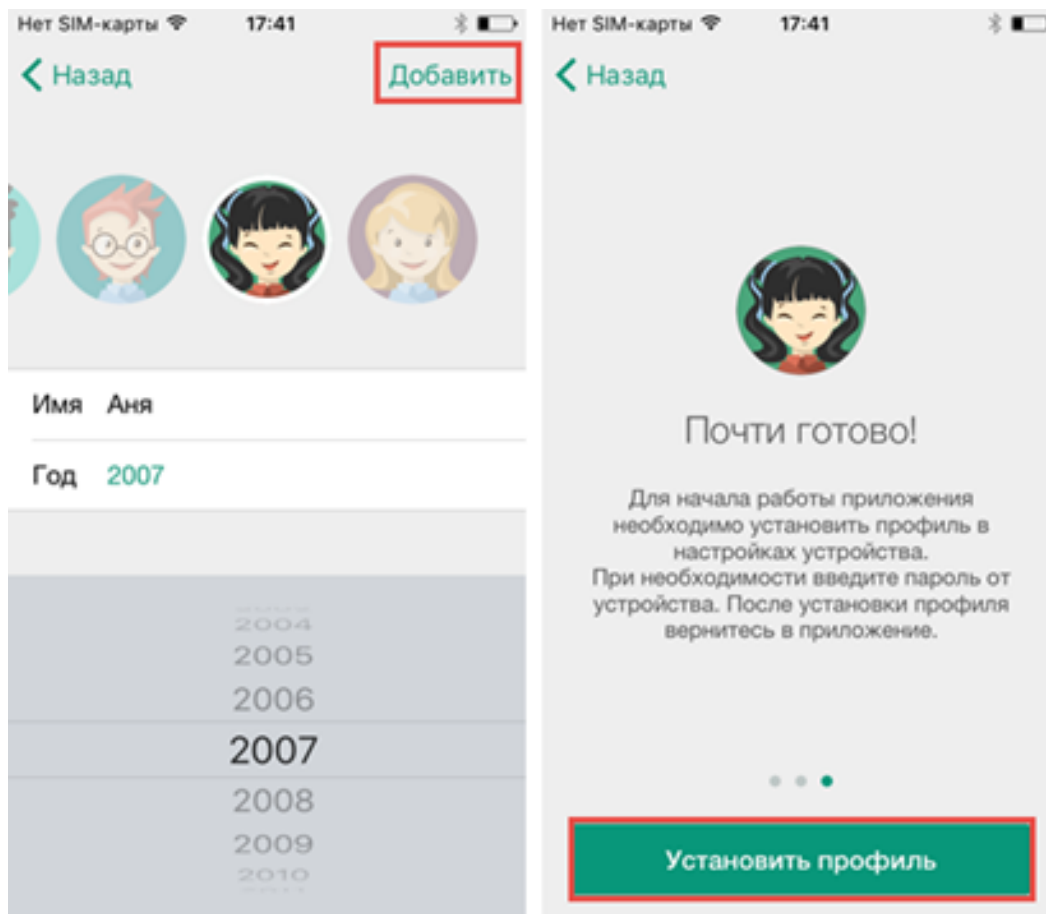 Нет SIM-карты 17:41
Назад Добавить
Имя Аня
Год 2007
2004
2005
2006
2007
2008
2009
2010
Нет SIM-карты 17:41
Назад
Почти готово!
Для начала работы приложения
необходимо установить профиль в
настройках устройства.
При необходимости введите пароль от
устройства. После установки профиля
вернитесь в приложение.
Установить профиль